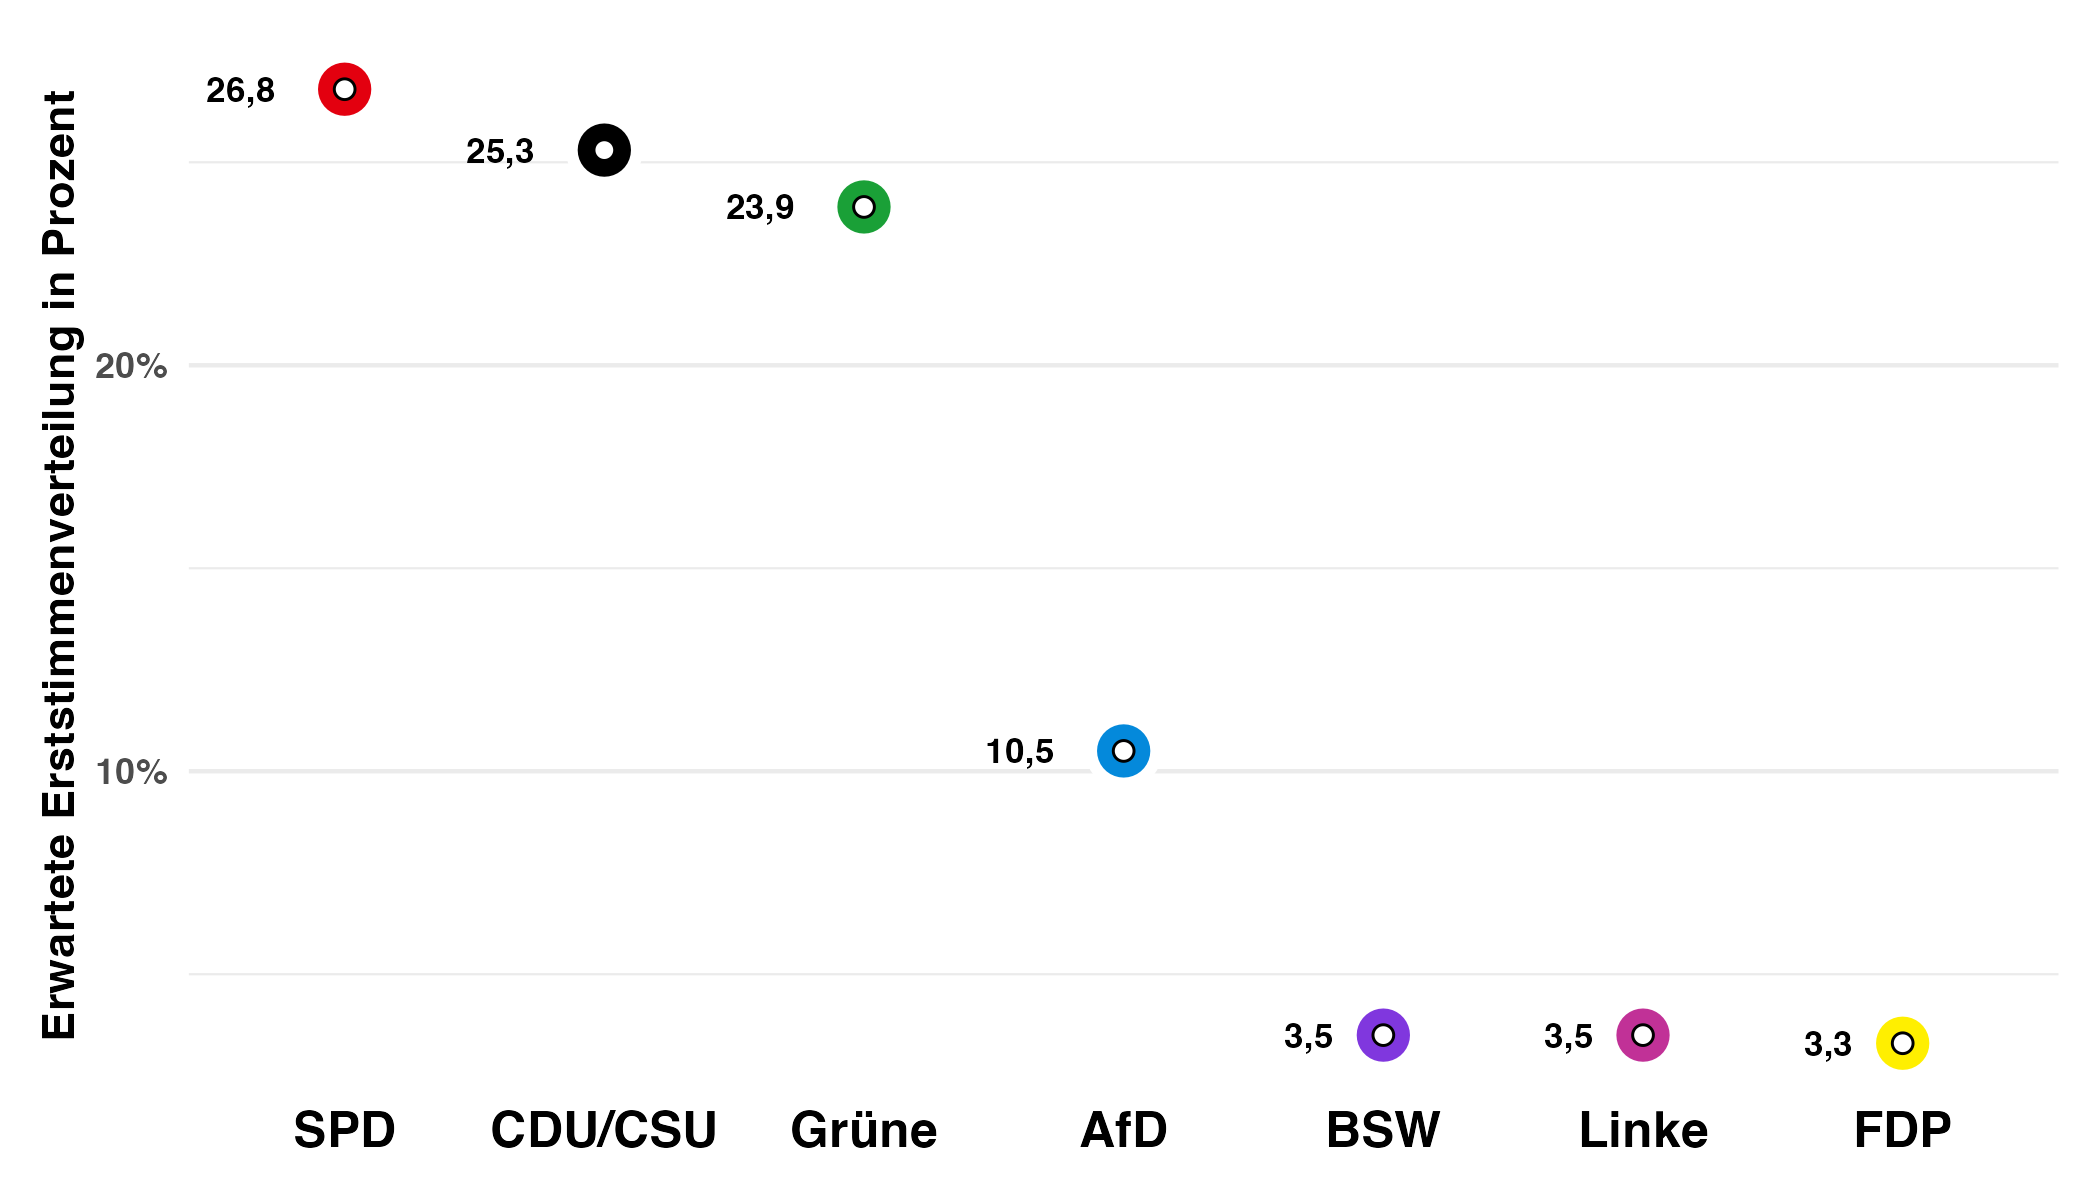 Erwartete Erststimmenverteilung in Prozent
20%
10%
26,8
25,3
23,9
10,5
3,5
3,5
3,3
SPD
CDU/CSU
Grüne
AfD
BSW
Linke
FDP